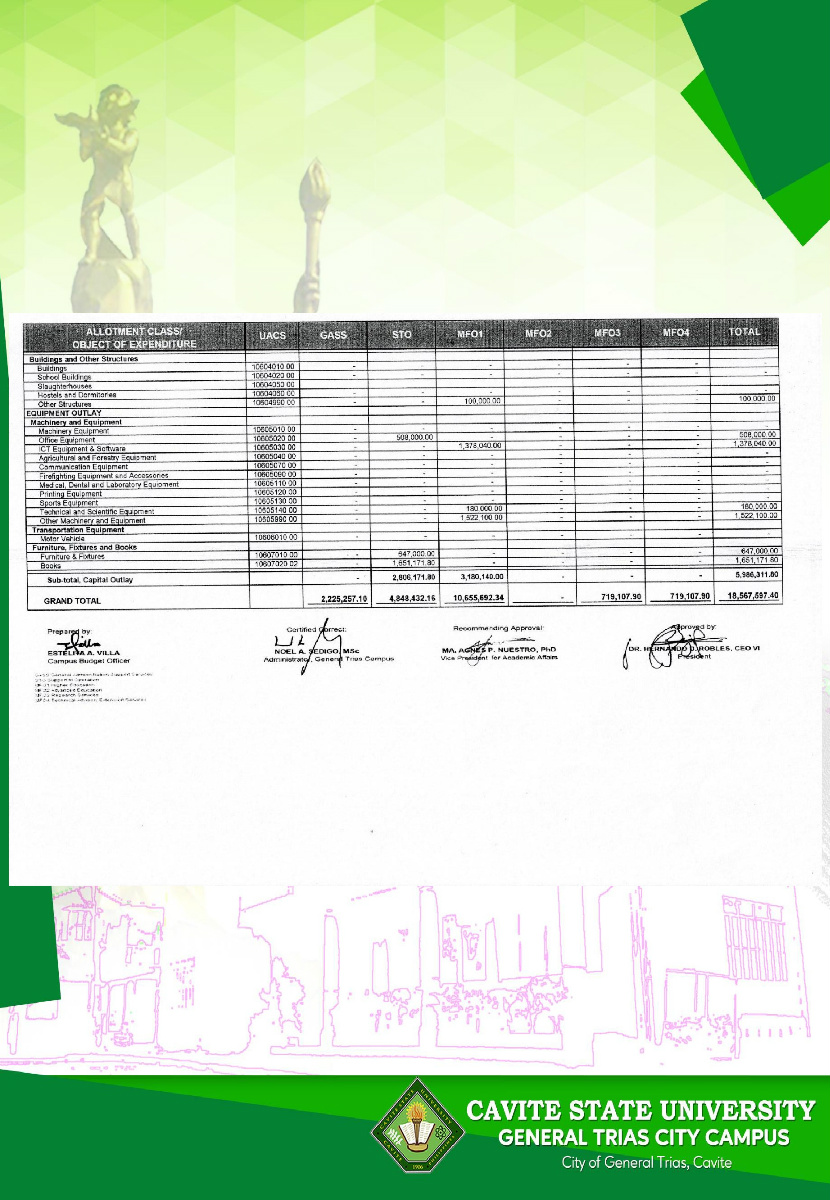 ALLOTMENT CLASS/ OBJECT OF EXPENDITURE UACS GASS STO MFO1 MFO2 MFO3 MFO4 TOTAL
Buildings and Other Structures
Buildings 10604010 00 - - - - - - -
School Buildings 10604020 00 - - - - - - -
Slaughterhouses 10604050 00 - - - - - - -
Hostels and Dormitories 10604060 00 - - - - - - -
Other Structures 10604990 00 - - 100,000.00 - - - 100,000.00
EQUIPMENT OUTLAY
Machinery and Equipment
Machinery Equipment 10605010 00 - - - - - - -
Office Equipment 10605020 00 - 508,000.00 - - - - 508,000.00
ICT Equipment & Software 10605030 00 - - 1,378,040.00 - - - 1,378,040.00
Agricultural and Forestry Equipment 10605040 00 - - - - - - -
Communication Equipment 10605070 00 - - - - - - -
Firefighting Equipment and Accessories 10605090 00 - - - - - - -
Medical, Dental and Laboratory Equipment 10605110 00 - - - - - - -
Printing Equipment 10605120 00 - - - - - - -
Sports Equipment 10605130 00 - - - - - - -
Technical and Scientific Equipment 10605140 00 - - 180,000.00 - - - 180,000.00
Other Machinery and Equipment 10605990 00 - - 1,522,100.00 - - - 1,522,100.00
Transportation Equipment
Motor Vehicle 10606010 00 - - - - - - -
Furniture, Fixtures and Books
Furniture & Fixtures 10607010 00 - 647,000.00 - - - - 647,000.00
Books 10607020 02 - 1,651,171.80 - - - - 1,651,171.80
Sub-total, Capital Outlay - 2,806,171.80 3,180,140.00 - - - 5,986,311.80
GRAND TOTAL 2,225,257.10 4,848,432.16 10,655,692.34 - 719,107.90 719,107.90 18,567,597.40
Prepared by: Certified Correct: Recommending Approval: Approved by:
ESTELITA A. VILLA NOEL A. SEDIGO, MSc MA. AGNES P. NUESTRO, PhD DR. HERNANDO D. ROBLES, CEO VI
Campus Budget Officer Administrator, General Trias Campus Vice President for Academic Affairs President
MFO1 Higher Education
MFO2 Advanced Education
MFO3 Research Services
CAVITE STATE UNIVERSITY
GENERAL TRIAS CITY CAMPUS
City of General Trias, Cavite
1906